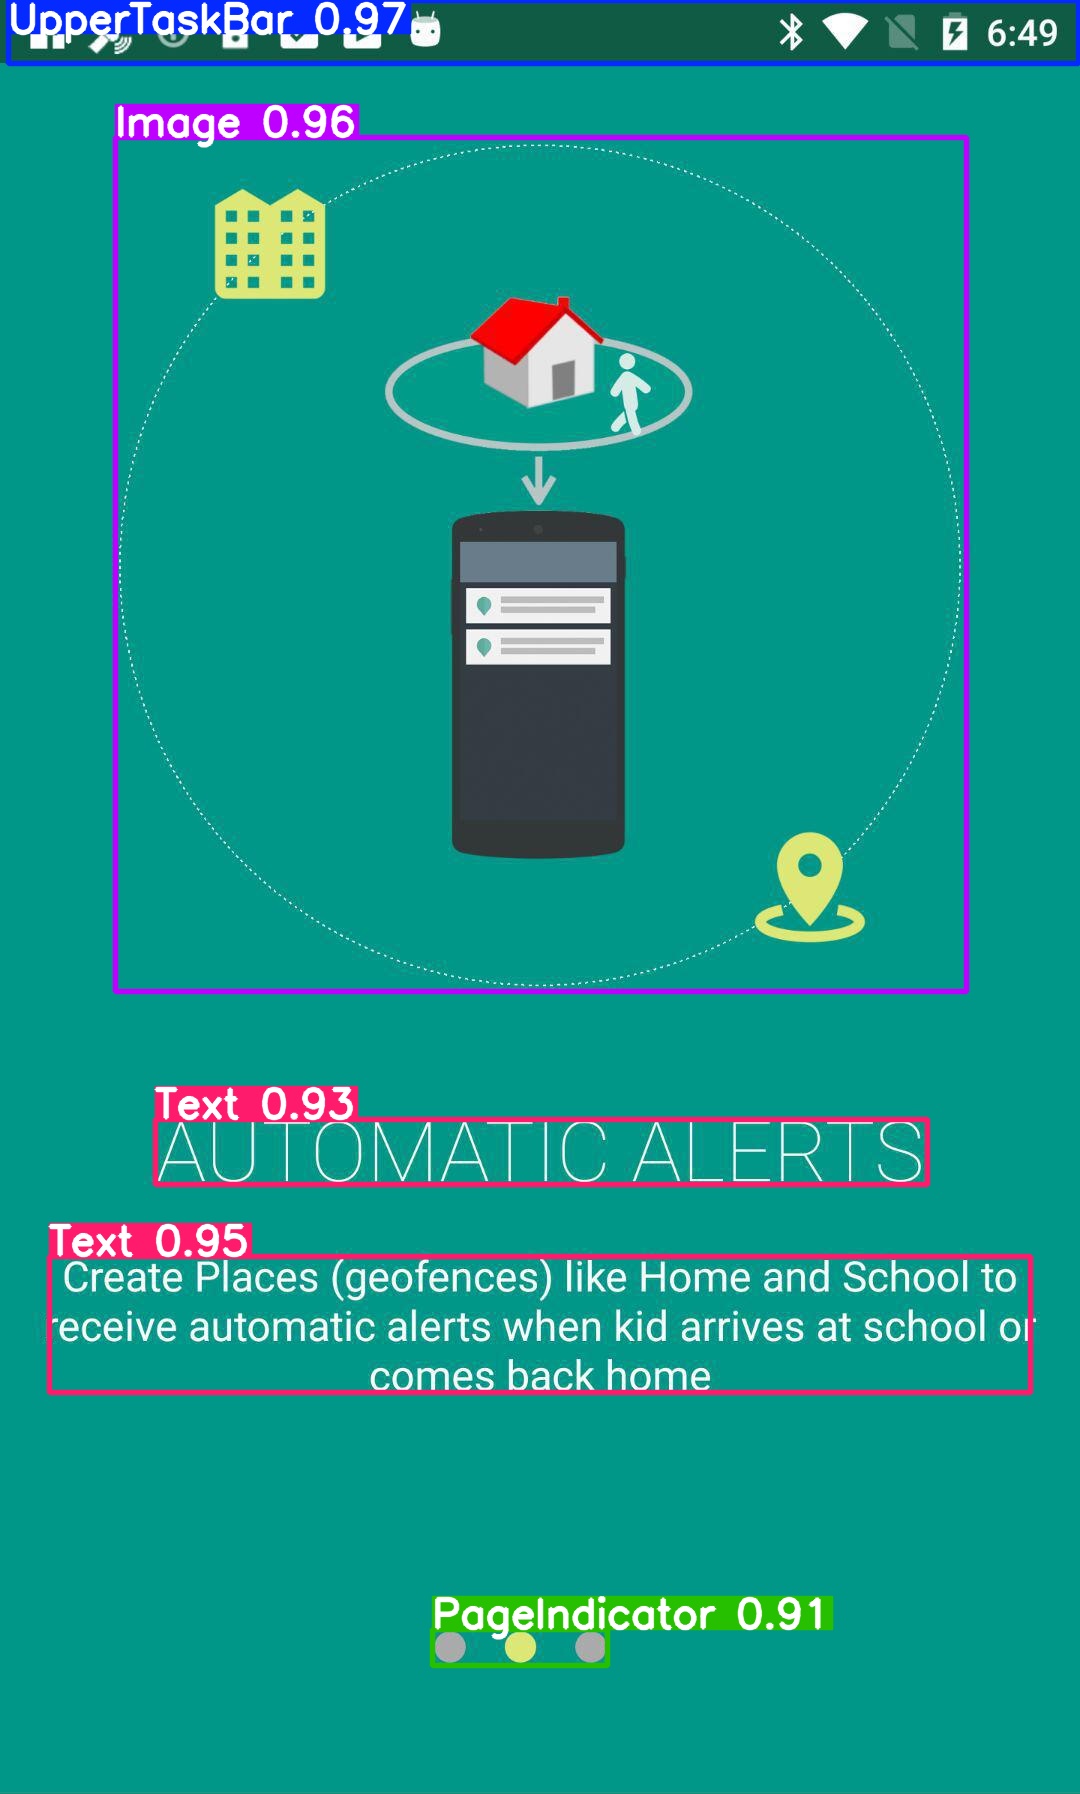 UpperTaskBar 0.97
6:49
Image 0.96
Text 0.93
AUTOMATIC ALERTS
Text 0.95
Create Places (geofences) like Home and School to
receive automatic alerts when kid arrives at school or
comes back home
PageIndicator 0.91